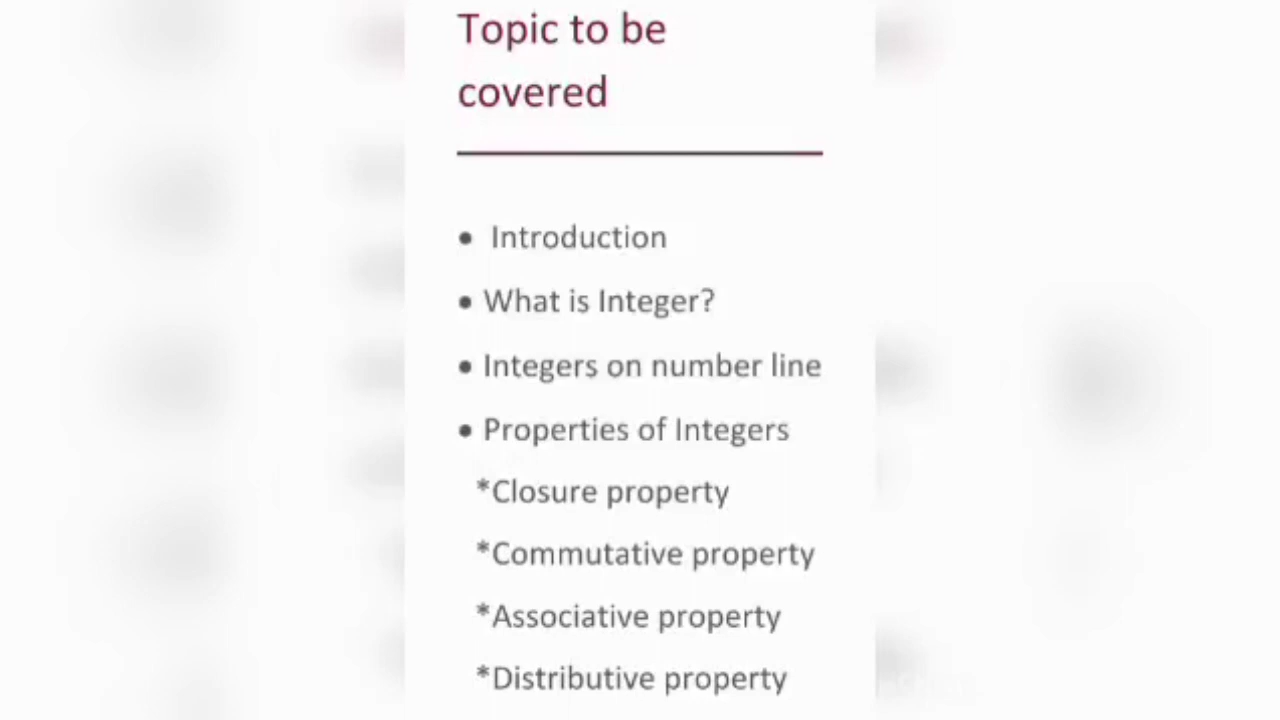 Topic to be
covered
• Introduction
• What is Integer?
• Integers on number line
• Properties of Integers
*Closure property
*Commutative property
*Associative property
*Distributive property